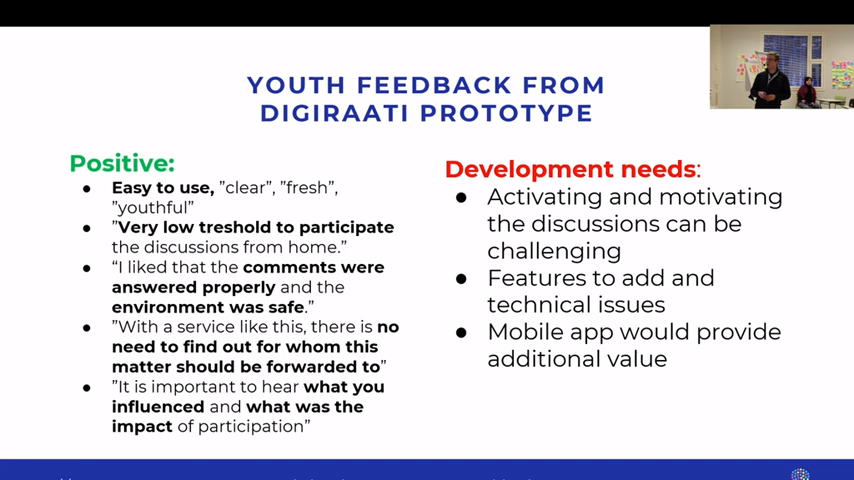 YOUTH FEEDBACK FROM
DIGIRAATI PROTOTYPE
Positive:
● Easy to use, ”clear”, ”fresh”,
”youthful”
● ”Very low treshold to participate
the discussions from home.”
● “I liked that the comments were
answered properly and the
environment was safe.”
● ”With a service like this, there is no
need to find out for whom this
matter should be forwarded to”
● ”It is important to hear what you
influenced and what was the
impact of participation”
Development needs:
● Activating and motivating
the discussions can be
challenging
● Features to add and
technical issues
● Mobile app would provide
additional value